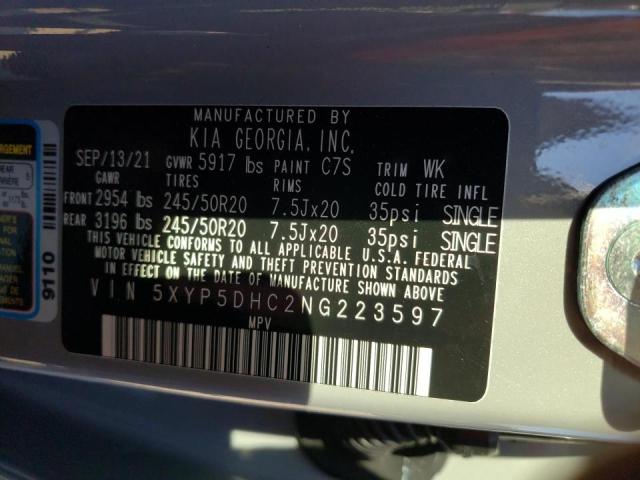 MANUFACTURED BY
KIA GEORGIA, INC.
SEP/13/21 GVWR 5917 lbs PAINT C7S TRIM WK
GAWR TIRES RIMS COLD TIRE INFL
FRONT 2954 lbs 245/50R20 7.5Jx20 35psi SINGLE
REAR 3196 lbs 245/50R20 7.5Jx20 35psi SINGLE
THIS VEHICLE CONFORMS TO ALL APPLICABLE U.S.A. FEDERAL
MOTOR VEHICLE SAFETY AND THEFT PREVENTION STANDARDS
IN EFFECT ON THE DATE OF MANUFACTURE SHOWN ABOVE.
VIN 5XYP5DHC2NG223597
MPV
9110